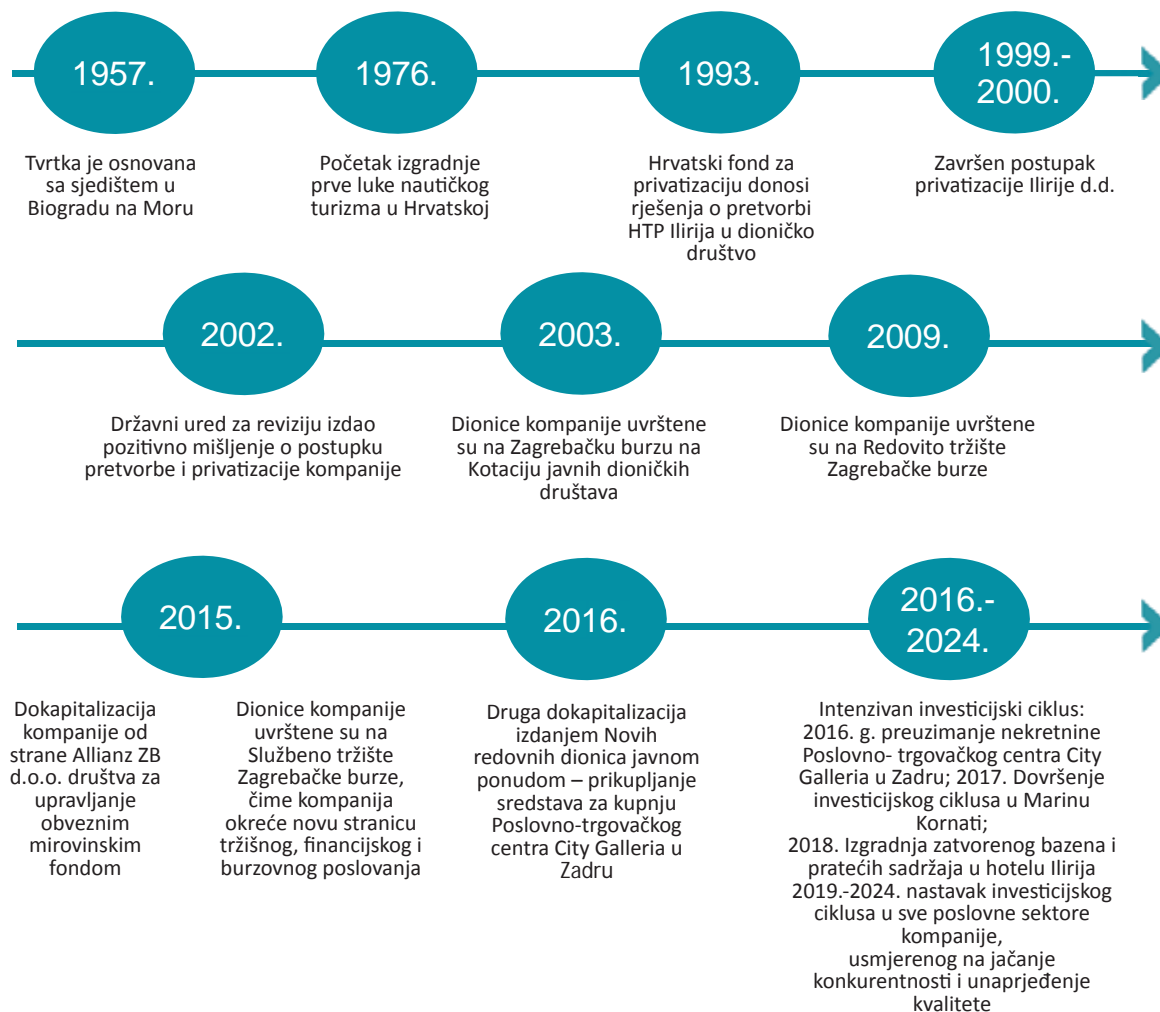 1957.
Tvrtka je osnovana
sa sjedištem u
Biogradu na Moru
1976.
Početak izgradnje
prve luke nautičkog
turizma u Hrvatskoj
1993.
Hrvatski fond za
privatizaciju donosi
rješenja o pretvorbi
HTP Ilirija u dioničko
društvo
1999.-
2000.
Završen postupak
privatizacije Ilirije d.d.
2002.
Državni ured za reviziju izdao
pozitivno mišljenje o postupku
pretvorbe i privatizacije kompanije
2003.
Dionice kompanije uvrštene
su na Zagrebačku burzu na
Kotaciju javnih dioničkih
društava
2009.
Dionice kompanije uvrštene
su na Redovito tržište
Zagrebačke burze
2015.
Dokapitalizacija
kompanije od
strane Allianz ZB
d.o.o. društva za
upravljanje
obveznim
mirovinskim
fondom
Dionice kompanije
uvrštene su na
Službeno tržište
Zagrebačke burze,
čime kompanija
okreće novu stranicu
tržišnog, financijskog i
burzovnog poslovanja
2016.
Druga dokapitalizacija
izdanjem Novih
redovnih dionica javnom
ponudom – prikupljanje
sredstava za kupnju
Poslovno-trgovačkog
centra City Galleria u
Zadru
2016.-
2024.
Intenzivan investicijski ciklus:
2016. g. preuzimanje nekretnine
Poslovno- trgovačkog centra City
Galleria u Zadru; 2017. Dovršenje
investicijskog ciklusa u Marinu
Kornati;
2018. Izgradnja zatvorenog bazena i
pratećih sadržaja u hotelu Ilirija
2019.-2024. nastavak investicijskog
ciklusa u sve poslovne sektore
kompanije,
usmjerenog na jačanje
konkurentnosti i unaprjeđenje
kvalitete